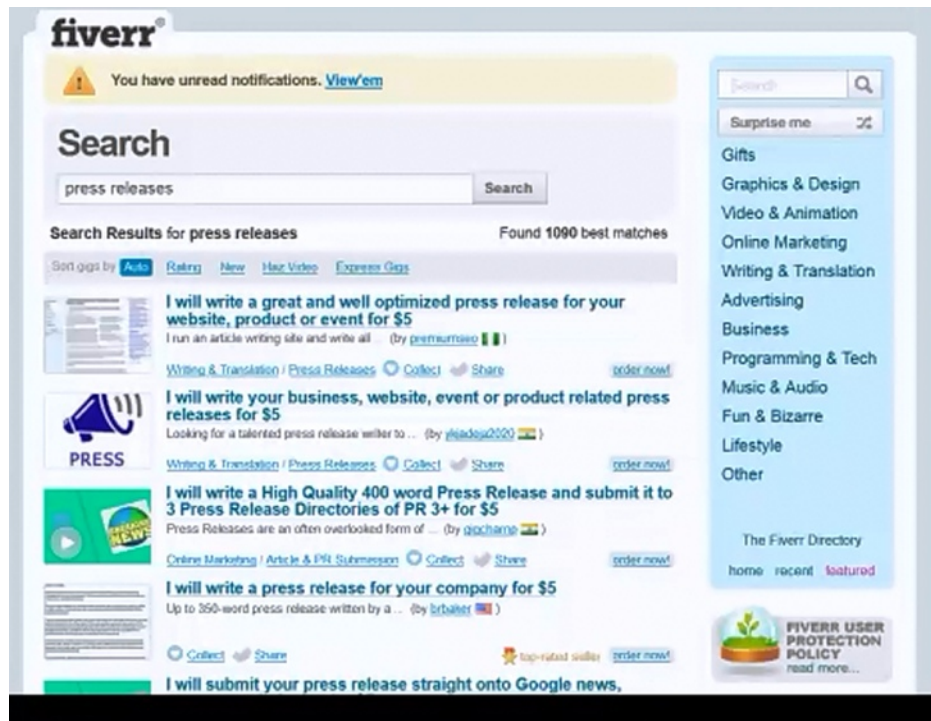 fiverr®
You have unread notifications. View'em
Search
press releases
Search
Search Results for press releases
Found 1090 best matches
Sort gigs by Auto Rating New Haz Video Express Gigs
I will write a great and well optimized press release for your
website, product or event for $5
I run an article writing site and write all ... (by premiumseo)
Writing & Translation / Press Releases Collect Share order now!
PRESS
I will write your business, website, event or product related press
releases for $5
Looking for a talented press release writer to ... (by
Writing & Translation / Press Releases Collect Share order now!
BREAKING
NEWS
I will write a High Quality 400 word Press Release and submit it to
3 Press Release Directories of PR 3+ for $5
Press Releases are an often overlooked form of ... (by
Online Marketing / Article & PR Submission Collect Share order now!
I will write a press release for your company for $5
Up to 350-word press release written by a ... (by brbaker)
Collect Share top-rated seller order now!
I will submit your press release straight onto Google news,
Search
Surprise me
Gifts
Graphics & Design
Video & Animation
Online Marketing
Writing & Translation
Advertising
Business
Programming & Tech
Music & Audio
Fun & Bizarre
Lifestyle
Other
The Fiverr Directory
home recent featured
FIVERR USER
PROTECTION
POLICY
read more...